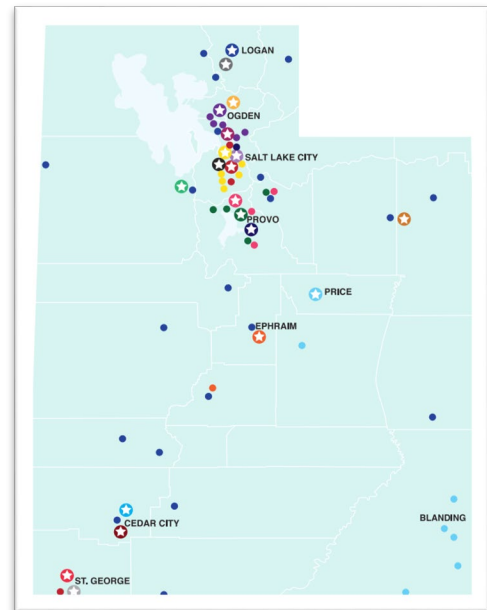 LOGAN
OGDEN
SALT LAKE CITY
PROVO
PRICE
EPHRAIM
BLANDING
CEDAR CITY
ST. GEORGE